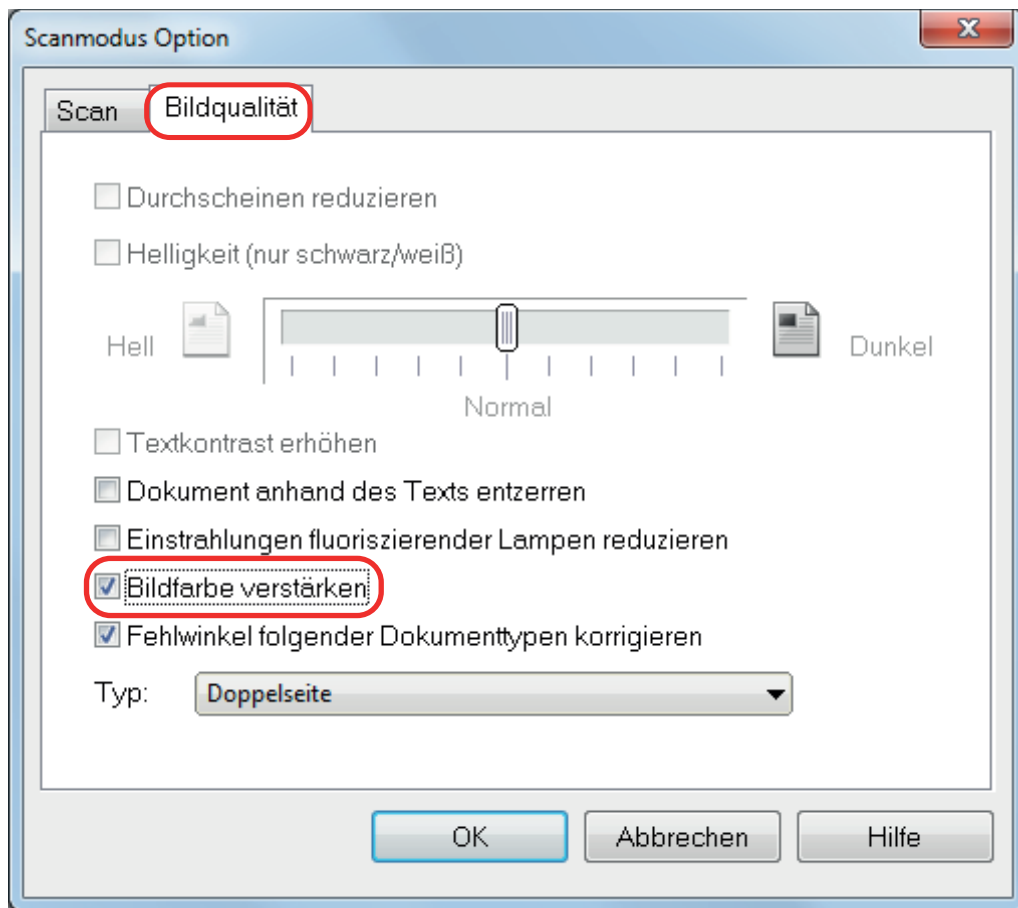 Scanmodus Option
Scan Bildqualität
Durchscheinen reduzieren
Helligkeit (nur schwarz/weiß)
Hell Dunkel
Normal
Textkontrast erhöhen
Dokument anhand des Texts entzerren
Einstrahlungen fluoriszierender Lampen reduzieren
Bildfarbe verstärken
Fehlwinkel folgender Dokumenttypen korrigieren
Typ: Doppelseite
OK Abbrechen Hilfe